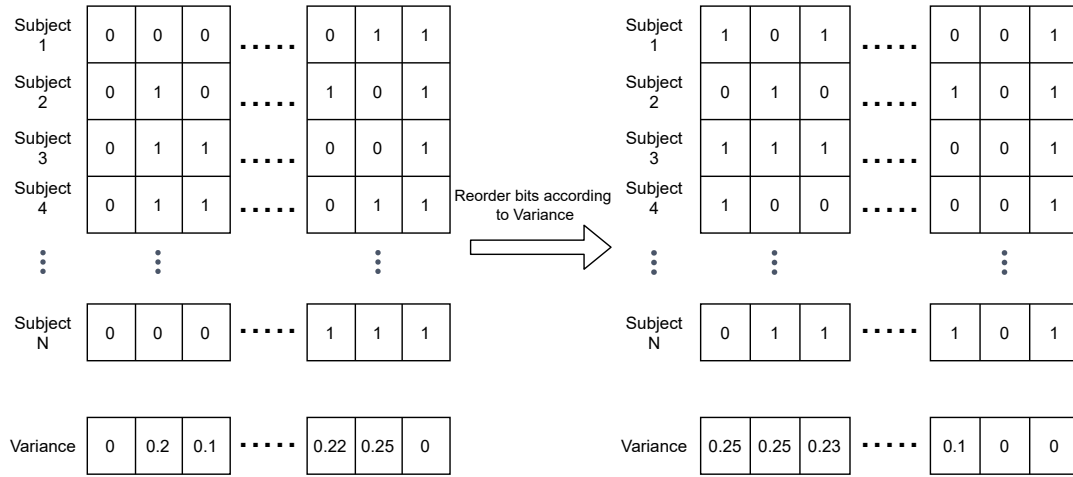 Subject
1
0 0 0 ..... 0 1 1
Subject
2
0 1 0 ..... 1 0 1
Subject
3
0 1 1 ..... 0 0 1
Subject
4
0 1 1 ..... 0 1 1
Subject
N
0 0 0 ..... 1 1 1
Variance 0 0.2 0.1 ..... 0.22 0.25 0
Reorder bits according
to Variance
Subject
1
1 0 1 ..... 0 0 1
Subject
2
0 1 0 ..... 1 0 1
Subject
3
1 1 1 ..... 0 0 1
Subject
4
1 0 0 ..... 0 0 1
Subject
N
0 1 1 ..... 1 0 1
Variance 0.25 0.25 0.23 ..... 0.1 0 0